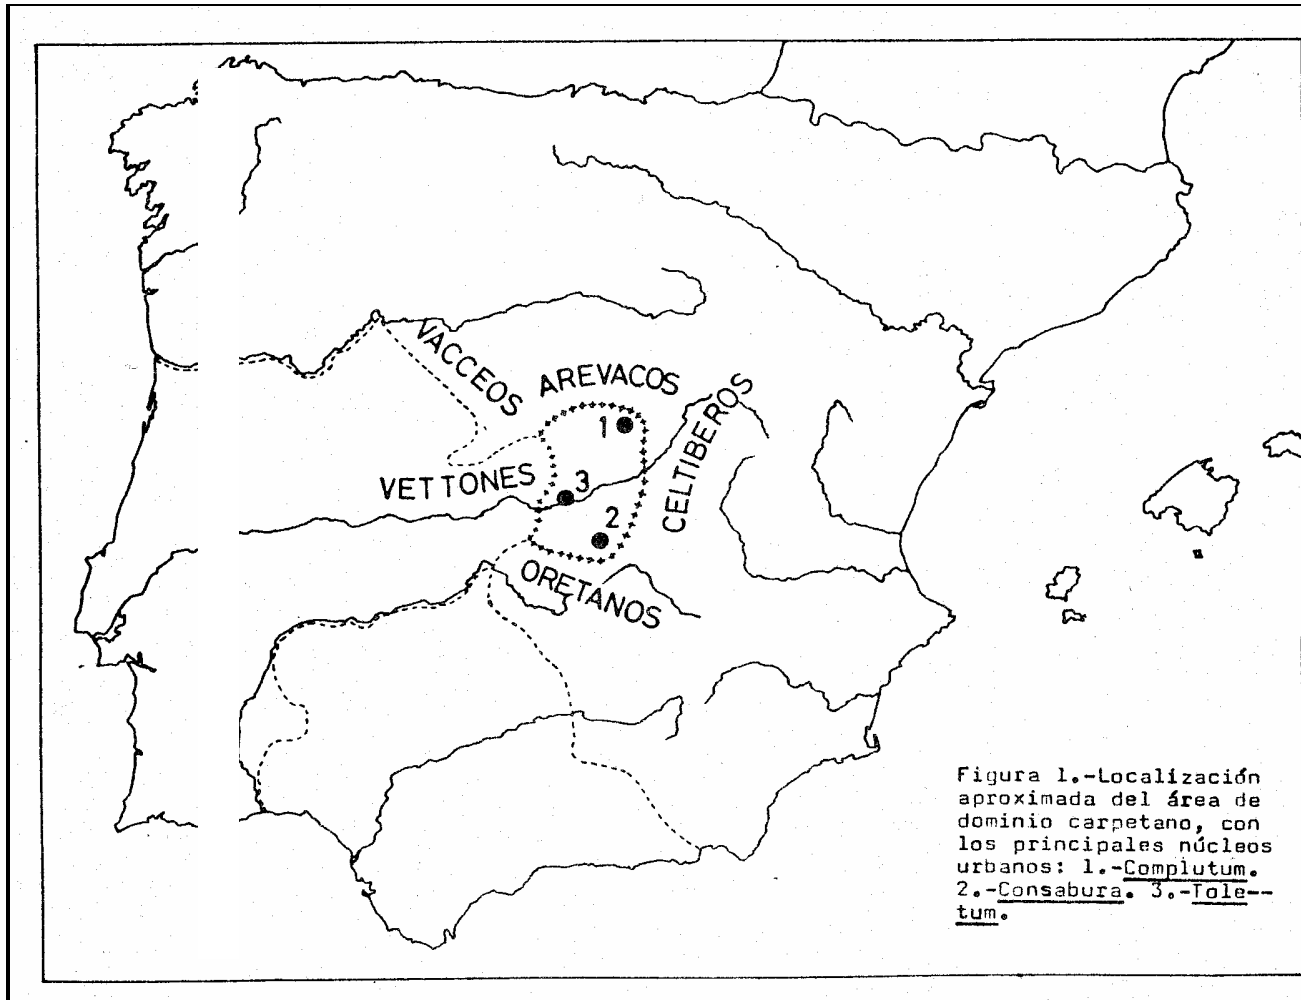 VACCEOS
AREVACOS
CELTIBEROS
1
VETTONES
3
2
ORETANOS
Figura 1.-Localización
aproximada del área de
dominio carpetano, con
los principales núcleos
urbanos: 1.-Complutum.
2.-Consabura. 3.-Tole--
tum.